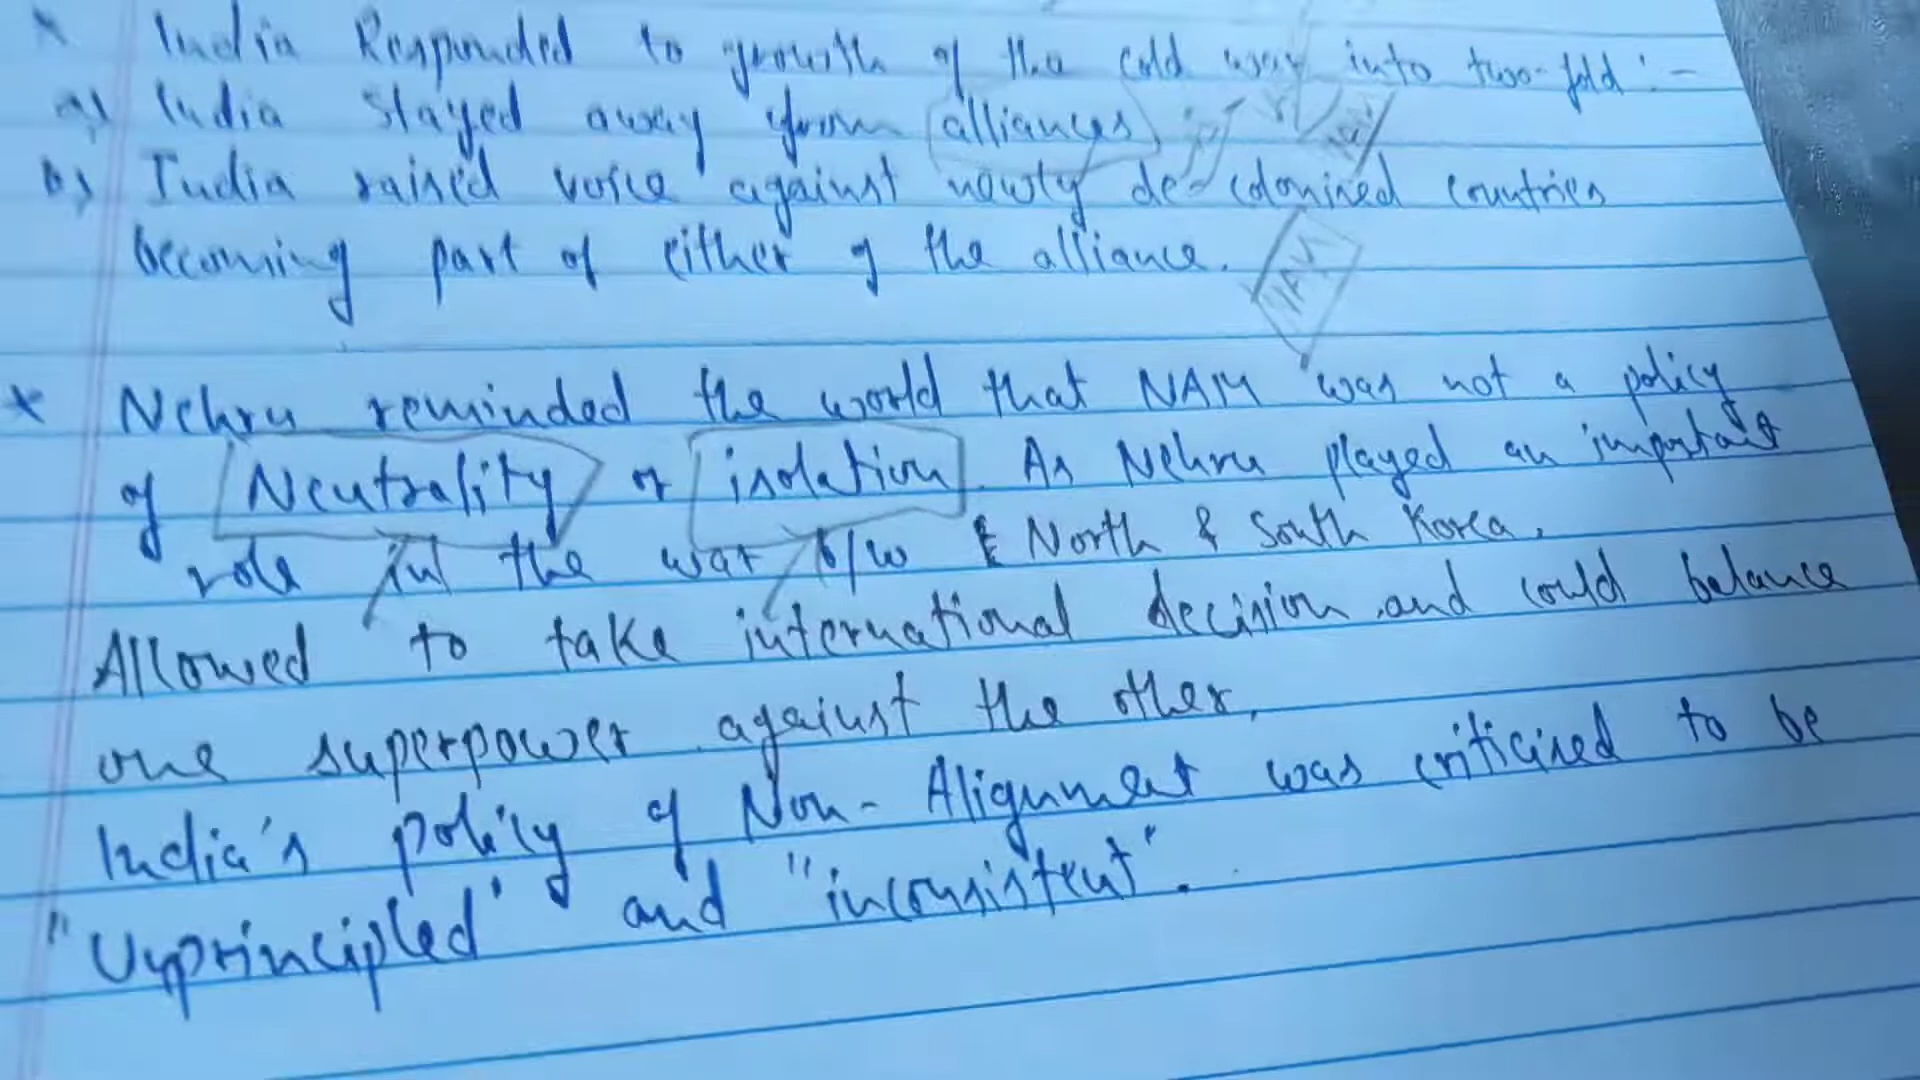 * India Responded to growth of the cold war into two-fold :-
a) India stayed away from alliances
b) India raised voice against newly de-colonised countries
becoming part of either of the alliance.
* Nehru reminded the world that NAM was not a policy
of Neutrality or isolation. As Nehru played an important
role in the war b/w North & South Korea.
Allowed to take international decision and could balance
one superpower against the other.
India's policy of Non-Alignment was criticised to be
"Unprincipled" and "inconsistent".